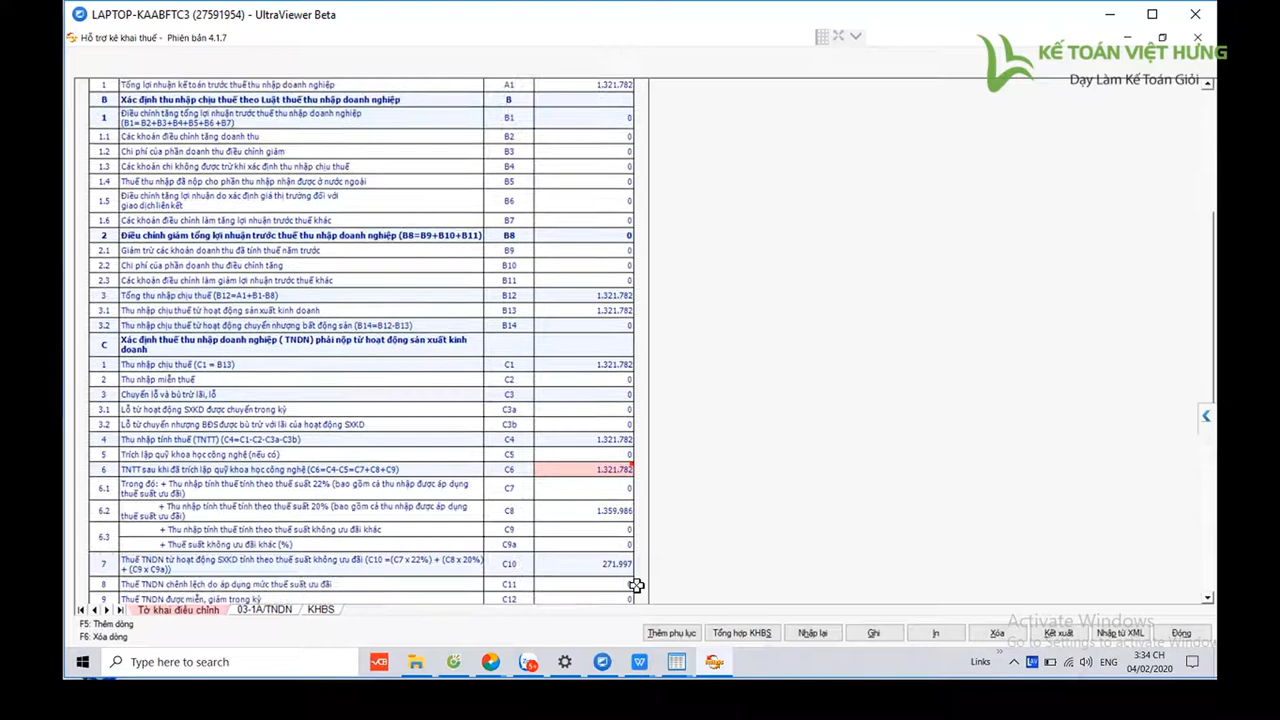 LAPTOP-KAABFTC3 (27591954) - UltraViewer Beta
Hỗ trợ kê khai thuế - Phiên bản 4.1.7
KẾ TOÁN VIỆT HƯNG
Dạy Làm Kế Toán Giỏi
1 Tổng lợi nhuận kế toán trước thuế thu nhập doanh nghiệp A1 1.321.782
B Xác định thu nhập chịu thuế theo Luật thuế thu nhập doanh nghiệp B
1 Điều chỉnh tăng tổng lợi nhuận trước thuế thu nhập doanh nghiệp
(B1= B2+B3+B4+B5+B6 +B7) B1 0
1.1 Các khoản điều chỉnh tăng doanh thu B2 0
1.2 Chi phí của phần doanh thu điều chỉnh giảm B3 0
1.3 Các khoản chi không được trừ khi xác định thu nhập chịu thuế B4 0
1.4 Thuế thu nhập đã nộp cho phần thu nhập nhận được ở nước ngoài B5 0
1.5 Điều chỉnh tăng lợi nhuận do xác định giá thị trường đối với
giao dịch liên kết B6 0
1.6 Các khoản điều chỉnh làm tăng lợi nhuận trước thuế khác B7 0
2 Điều chỉnh giảm tổng lợi nhuận trước thuế thu nhập doanh nghiệp (B8=B9+B10+B11) B8 0
2.1 Giảm trừ các khoản doanh thu đã tính thuế năm trước B9 0
2.2 Chi phí của phần doanh thu điều chỉnh tăng B10 0
2.3 Các khoản điều chỉnh làm giảm lợi nhuận trước thuế khác B11 0
3 Tổng thu nhập chịu thuế (B12=A1+B1-B8) B12 1.321.782
3.1 Thu nhập chịu thuế từ hoạt động sản xuất kinh doanh B13 1.321.782
3.2 Thu nhập chịu thuế từ hoạt động chuyển nhượng bất động sản (B14=B12-B13) B14 0
C Xác định thuế thu nhập doanh nghiệp ( TNDN) phải nộp từ hoạt động sản xuất kinh
doanh
1 Thu nhập chịu thuế (C1 = B13) C1 1.321.782
2 Thu nhập miễn thuế C2 0
3 Chuyển lỗ và bù trừ lãi, lỗ C3 0
3.1 Lỗ từ hoạt động SXKD được chuyển trong kỳ C3a 0
3.2 Lỗ từ chuyển nhượng BĐS được bù trừ với lãi của hoạt động SXKD C3b 0
4 Thu nhập tính thuế (TNTT) (C4=C1-C2-C3a-C3b) C4 1.321.782
5 Trích lập quỹ khoa học công nghệ (nếu có) C5 0
6 TNTT sau khi đã trích lập quỹ khoa học công nghệ (C6=C4-C5=C7+C8+C9) C6 1.321.782
6.1 Trong đó: + Thu nhập tính thuế tính theo thuế suất 22% (bao gồm cả thu nhập được áp dụng
thuế suất ưu đãi) C7 0
6.2 + Thu nhập tính thuế tính theo thuế suất 20% (bao gồm cả thu nhập được áp dụng
thuế suất ưu đãi) C8 1.359.986
6.3 + Thu nhập tính thuế tính theo thuế suất không ưu đãi khác C9 0
+ Thuế suất không ưu đãi khác (%) C9a 0
7 Thuế TNDN từ hoạt động SXKD tính theo thuế suất không ưu đãi (C10 =(C7 x 22%) + (C8 x 20%)
+ (C9 x C9a)) C10 271.997
8 Thuế TNDN chênh lệch do áp dụng mức thuế suất ưu đãi C11
9 Thuế TNDN được miễn, giảm trong kỳ C12 0
Tờ khai điều chỉnh 03-1A/TNDN KHBS
F5: Thêm dòng
F6: Xóa dòng
Thêm phụ lục Tổng hợp KHBS Nhập lại Ghi In Xóa Kết xuất Nhập từ XML Đóng
Activate Windows
Go to Settings to activate Windows
Type here to search
Links
ENG
3:34 CH
04/02/2020